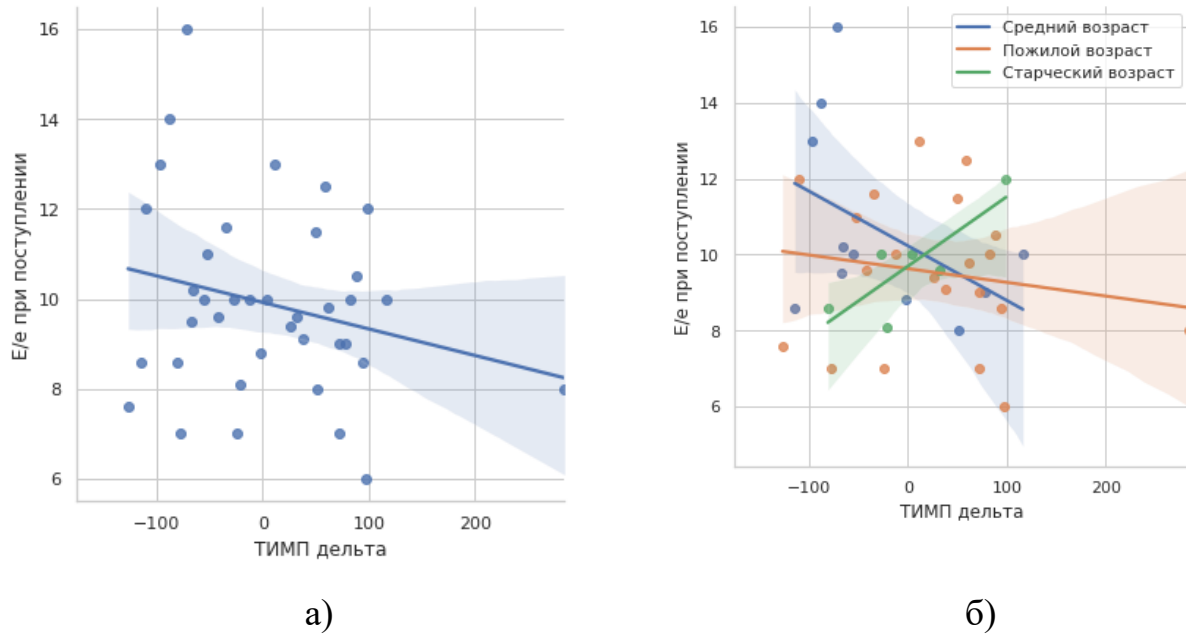 16
14
12
10
8
6
Е/е при поступлении
−100
0
100
200
ТИМП дельта
а)
Средний возраст
Пожилой возраст
Старческий возраст
16
14
12
10
8
6
Е/е при поступлении
−100
0
100
200
ТИМП дельта
б)